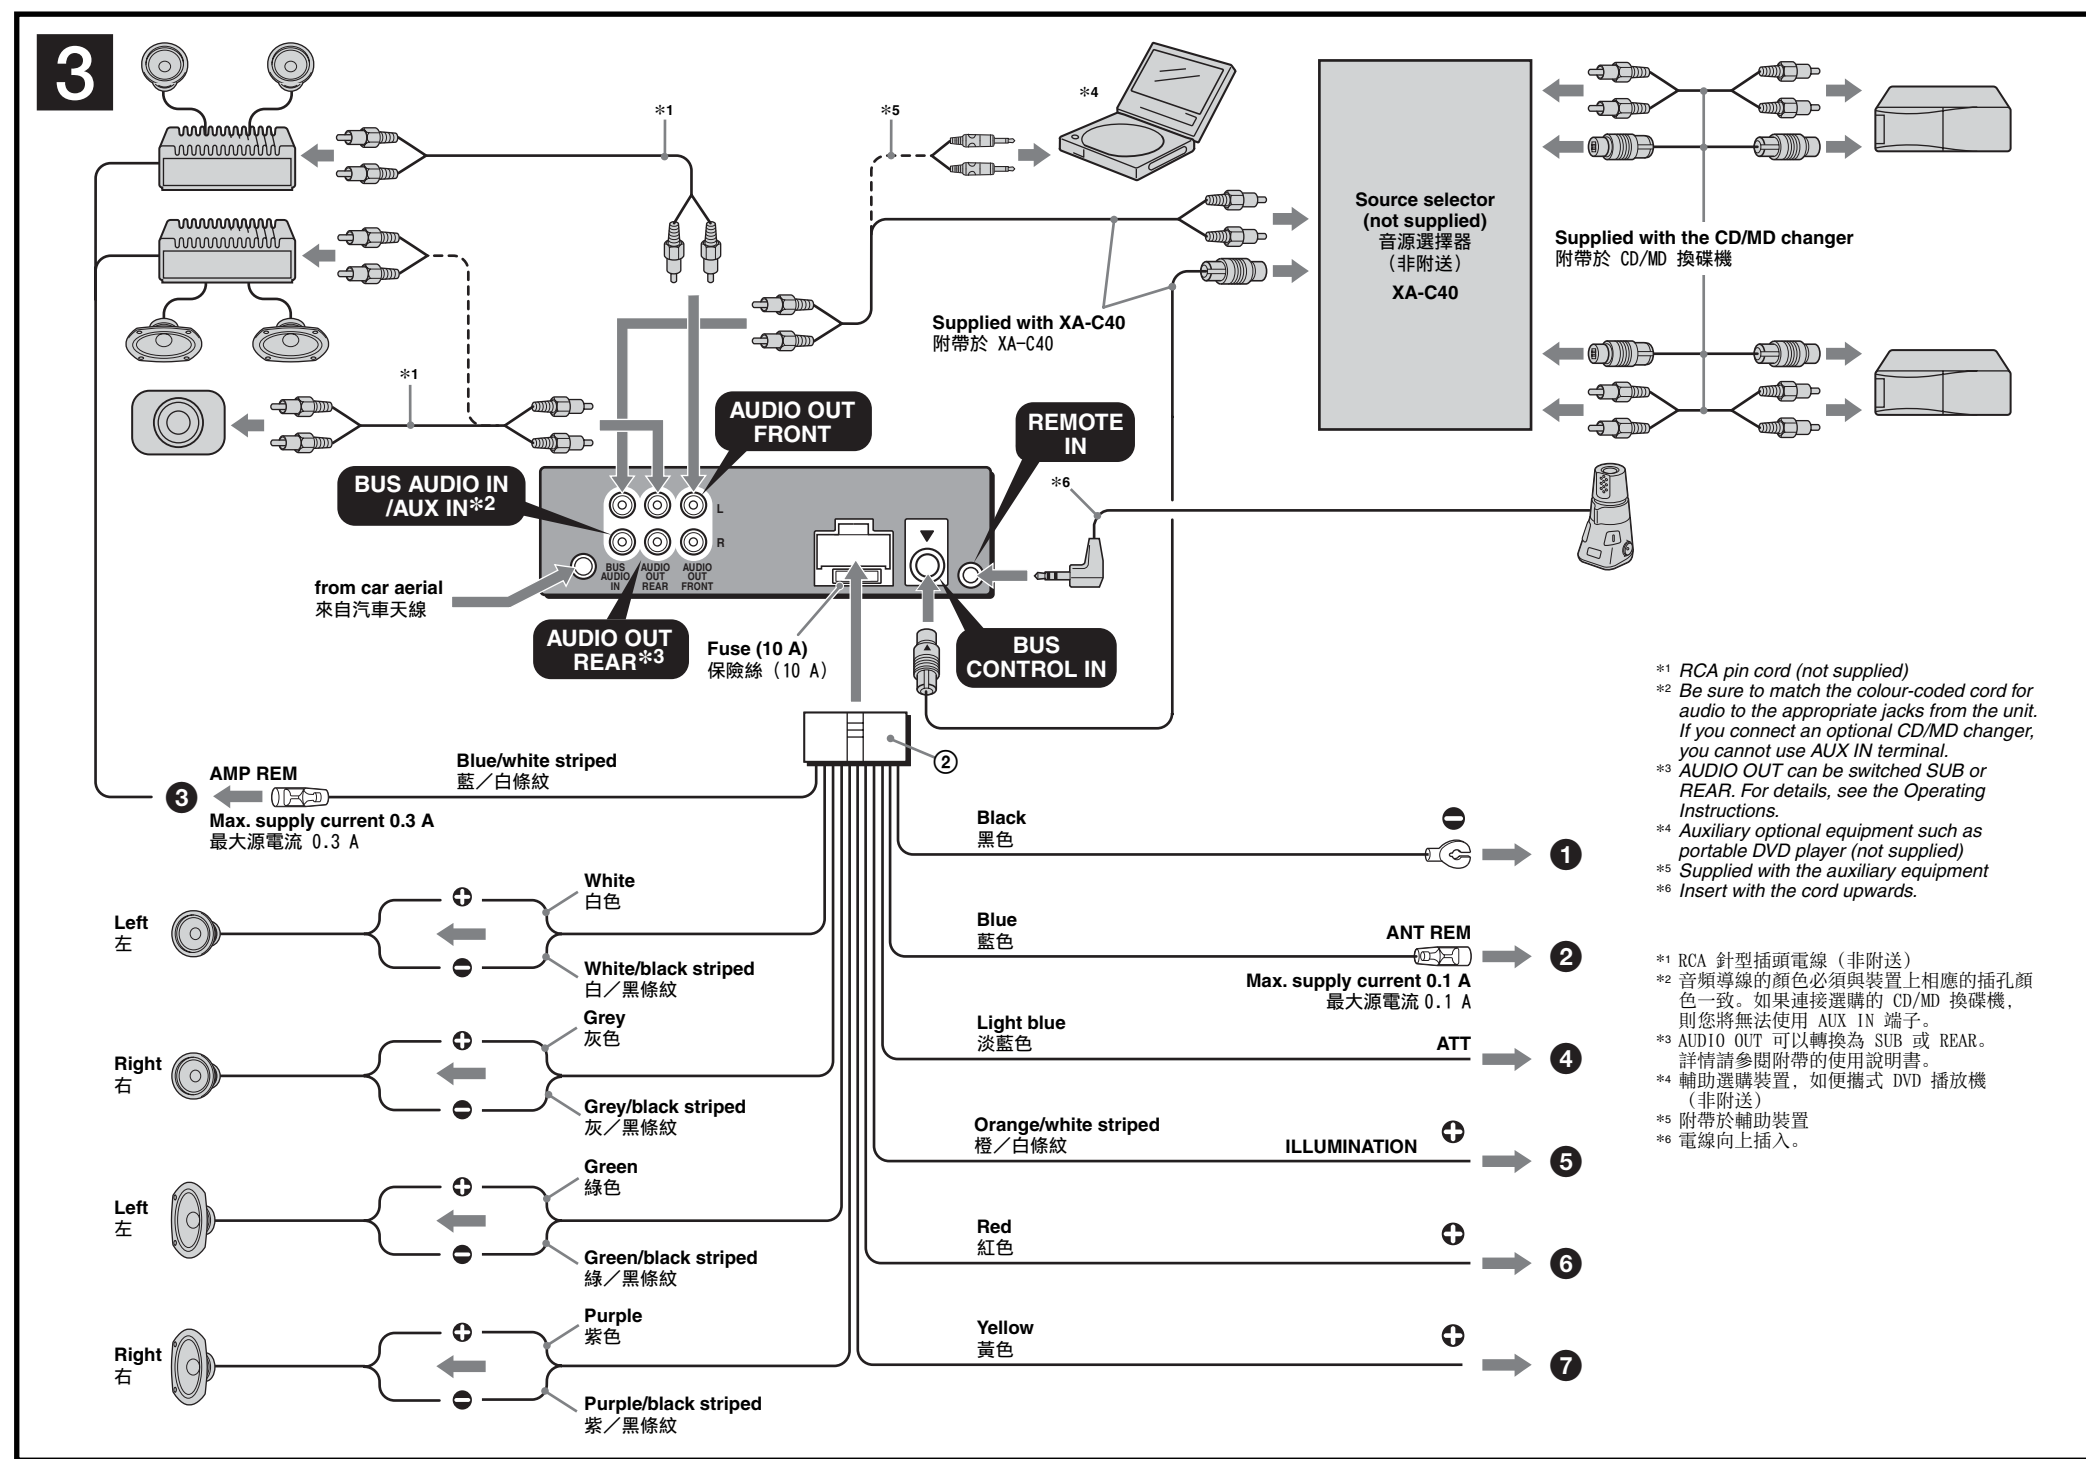 3
*1
*5
*4
Source selector
(not supplied)
音源選擇器
（非附送）
XA-C40
Supplied with the CD/MD changer
附帶於 CD/MD 換碟機
Supplied with XA-C40
附帶於 XA-C40
*1
AUDIO OUT
FRONT
REMOTE
IN
BUS AUDIO IN
/AUX IN*2
*6
L
R
BUS
AUDIO
IN
AUDIO
OUT
REAR
AUDIO
OUT
FRONT
from car aerial
來自汽車天線
AUDIO OUT
REAR*3
Fuse (10 A)
保險絲（10 A）
BUS
CONTROL IN
②
AMP REM
❸
Blue/white striped
藍／白條紋
Max. supply current 0.3 A
最大源電流 0.3 A
Left
左
White
白色
White/black striped
白／黑條紋
Right
右
Grey
灰色
Grey/black striped
灰／黑條紋
Left
左
Green
綠色
Green/black striped
綠／黑條紋
Right
右
Purple
紫色
Purple/black striped
紫／黑條紋
Black
黑色
❶
Blue
藍色
ANT REM
❷
Max. supply current 0.1 A
最大源電流 0.1 A
Light blue
淡藍色
ATT
❹
Orange/white striped
橙／白條紋
ILLUMINATION
❺
Red
紅色
❻
Yellow
黃色
❼
*1 RCA pin cord (not supplied)
*2 Be sure to match the colour-coded cord for
audio to the appropriate jacks from the unit.
If you connect an optional CD/MD changer,
you cannot use AUX IN terminal.
*3 AUDIO OUT can be switched SUB or
REAR. For details, see the Operating
Instructions.
*4 Auxiliary optional equipment such as
portable DVD player (not supplied)
*5 Supplied with the auxiliary equipment
*6 Insert with the cord upwards.
*1 RCA 針型插頭電線（非附送）
*2 音頻導線的顏色必須與裝置上相應的插孔顏
色一致。如果連接選購的 CD/MD 換碟機，
則您將無法使用 AUX IN 端子。
*3 AUDIO OUT 可以轉換為 SUB 或 REAR。
詳情請參閱附帶的使用說明書。
*4 輔助選購裝置，如便攜式 DVD 播放機
（非附送）
*5 附帶於輔助裝置
*6 電線向上插入。